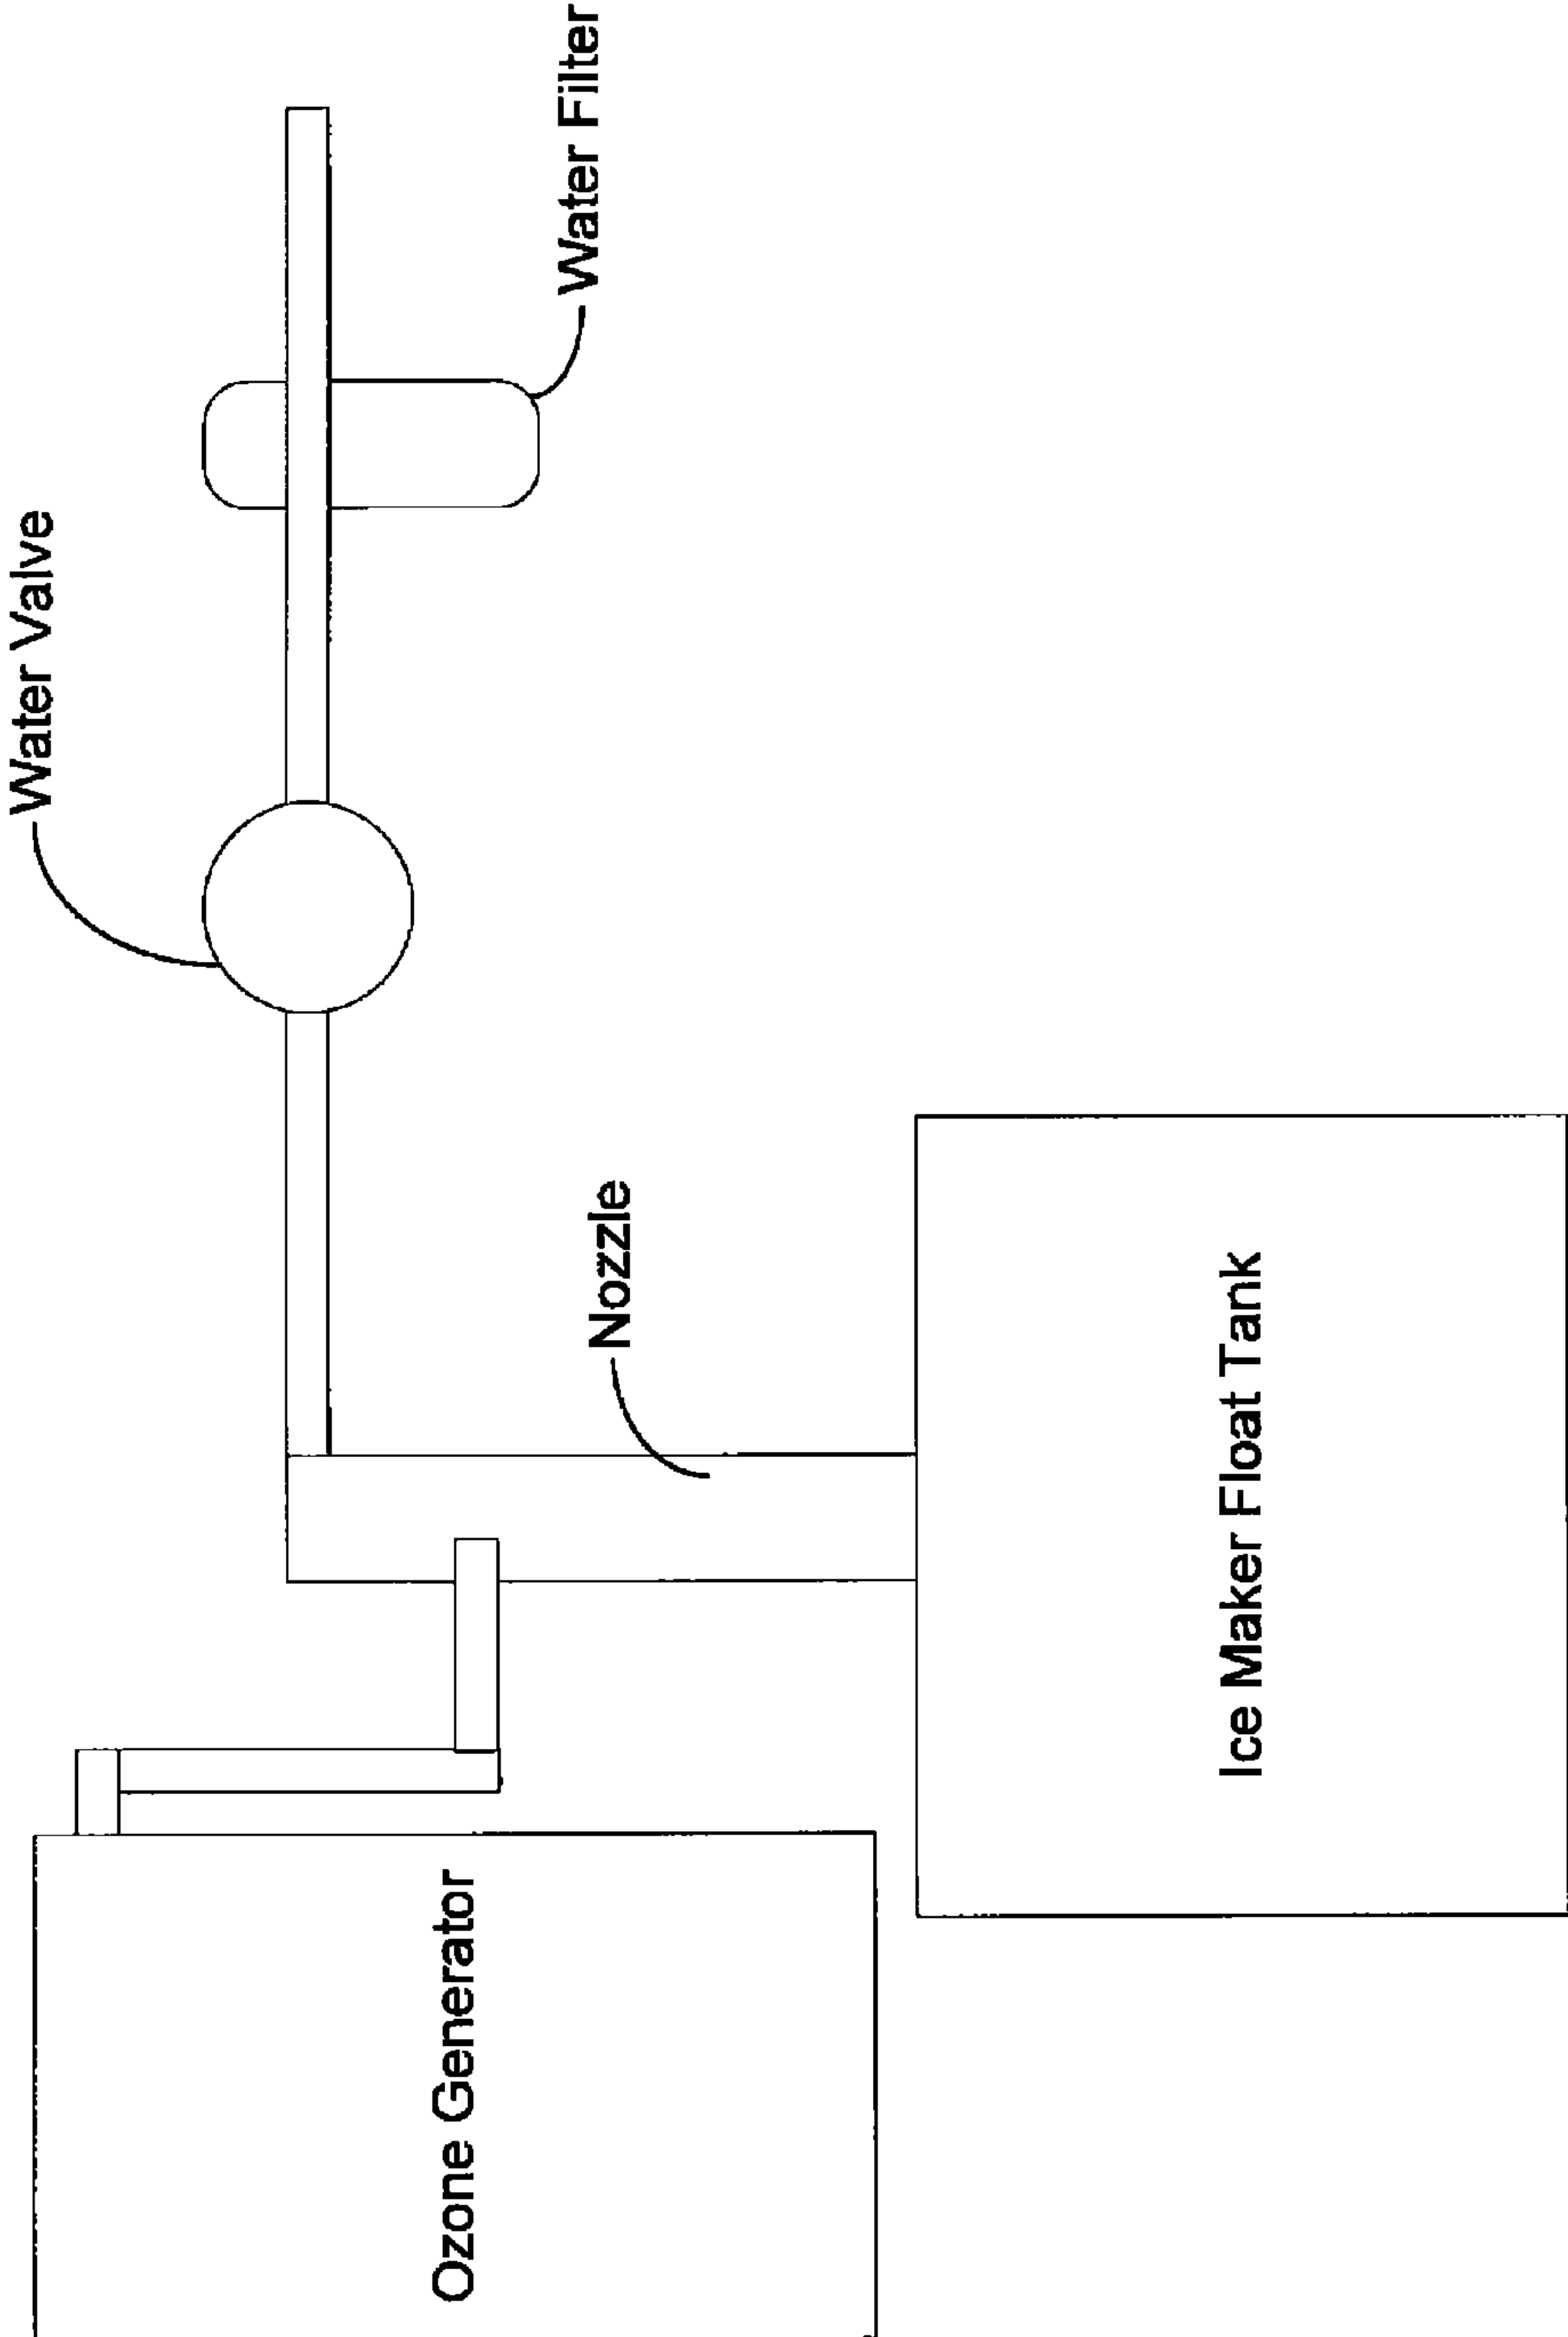 Water Valve
Water Filter
Nozzle
Ozone Generator
Ice Maker Float Tank